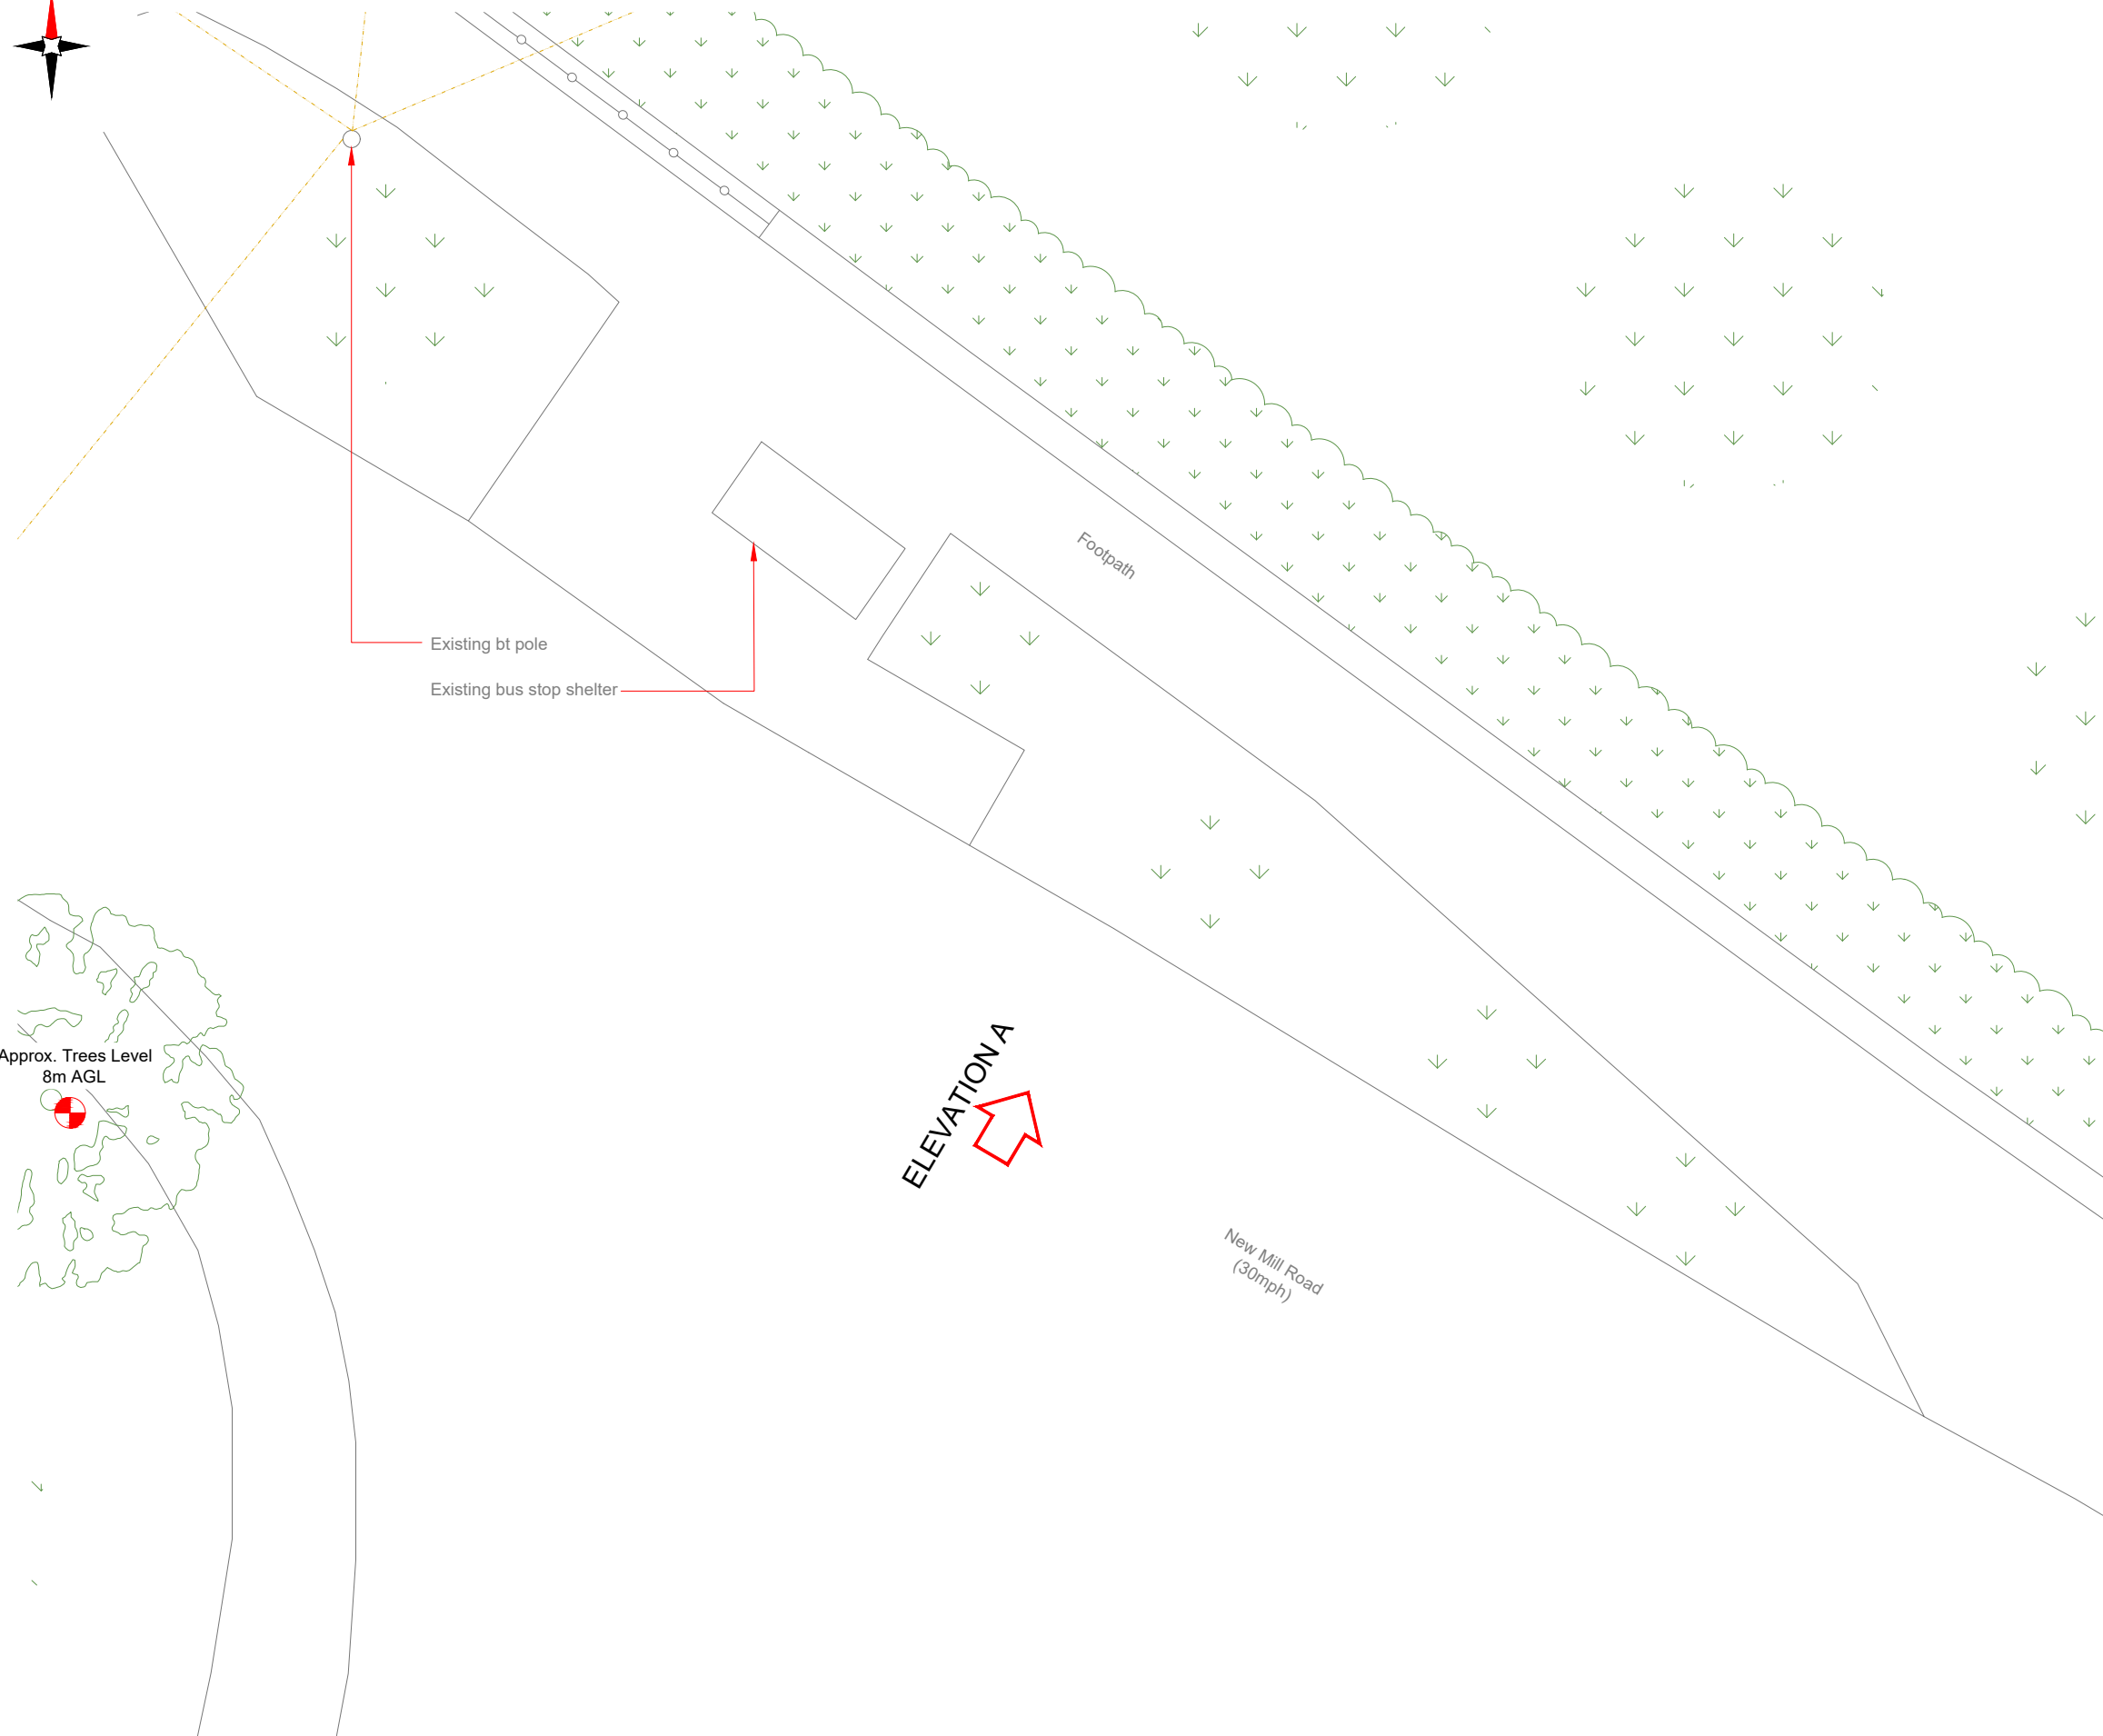 Footpath
Existing bt pole
Existing bus stop shelter
Approx. Trees Level
8m AGL
ELEVATION A
New Mill Road
(30mph)